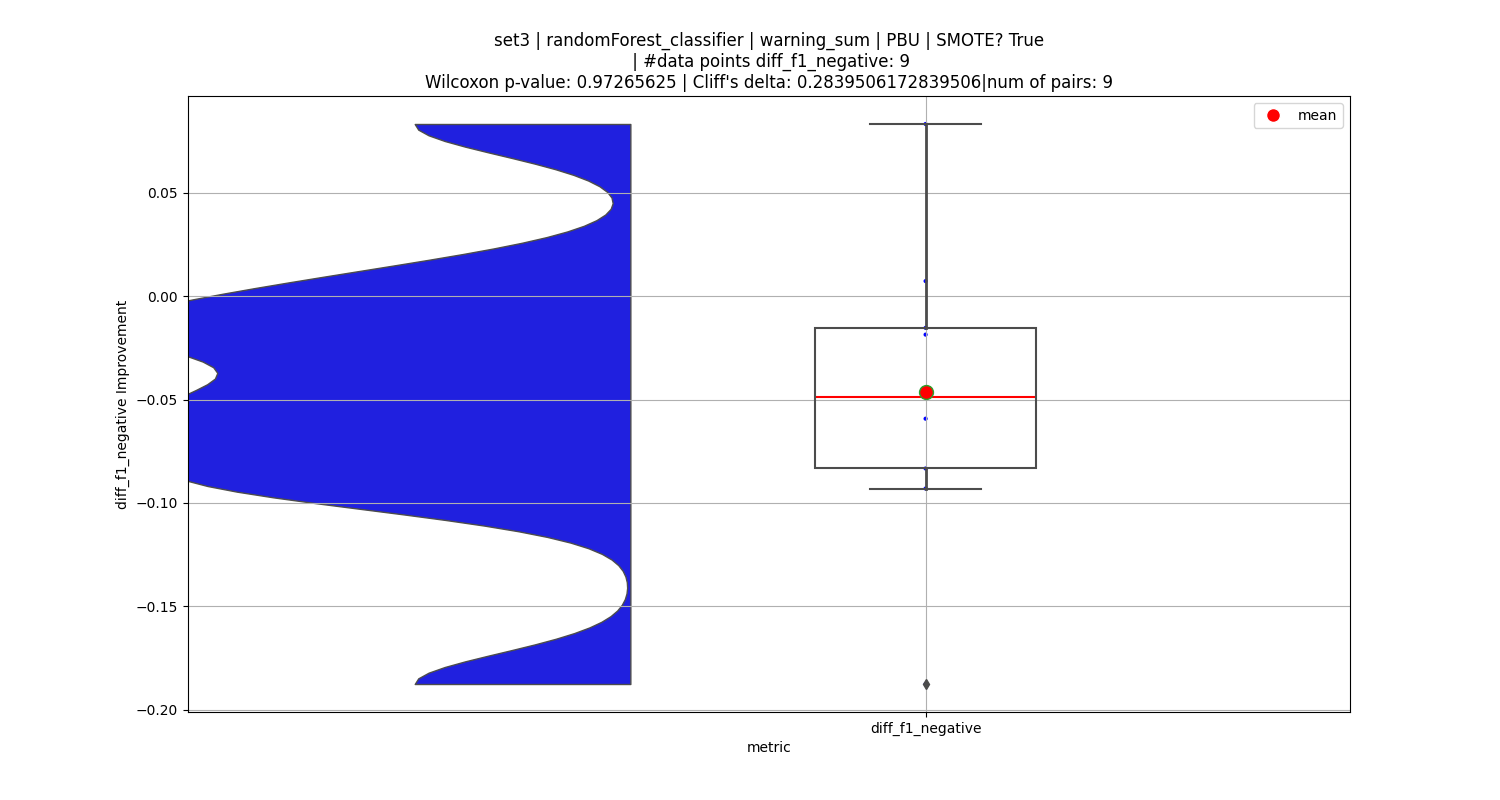 set3 | randomForest_classifier | warning_sum | PBU | SMOTE? True
| #data points diff_f1_negative: 9
Wilcoxon p-value: 0.97265625 | Cliff's delta: 0.2839506172839506|num of pairs: 9
mean
0.05
0.00
−0.05
−0.10
−0.15
−0.20
diff_f1_negative Improvement
diff_f1_negative
metric